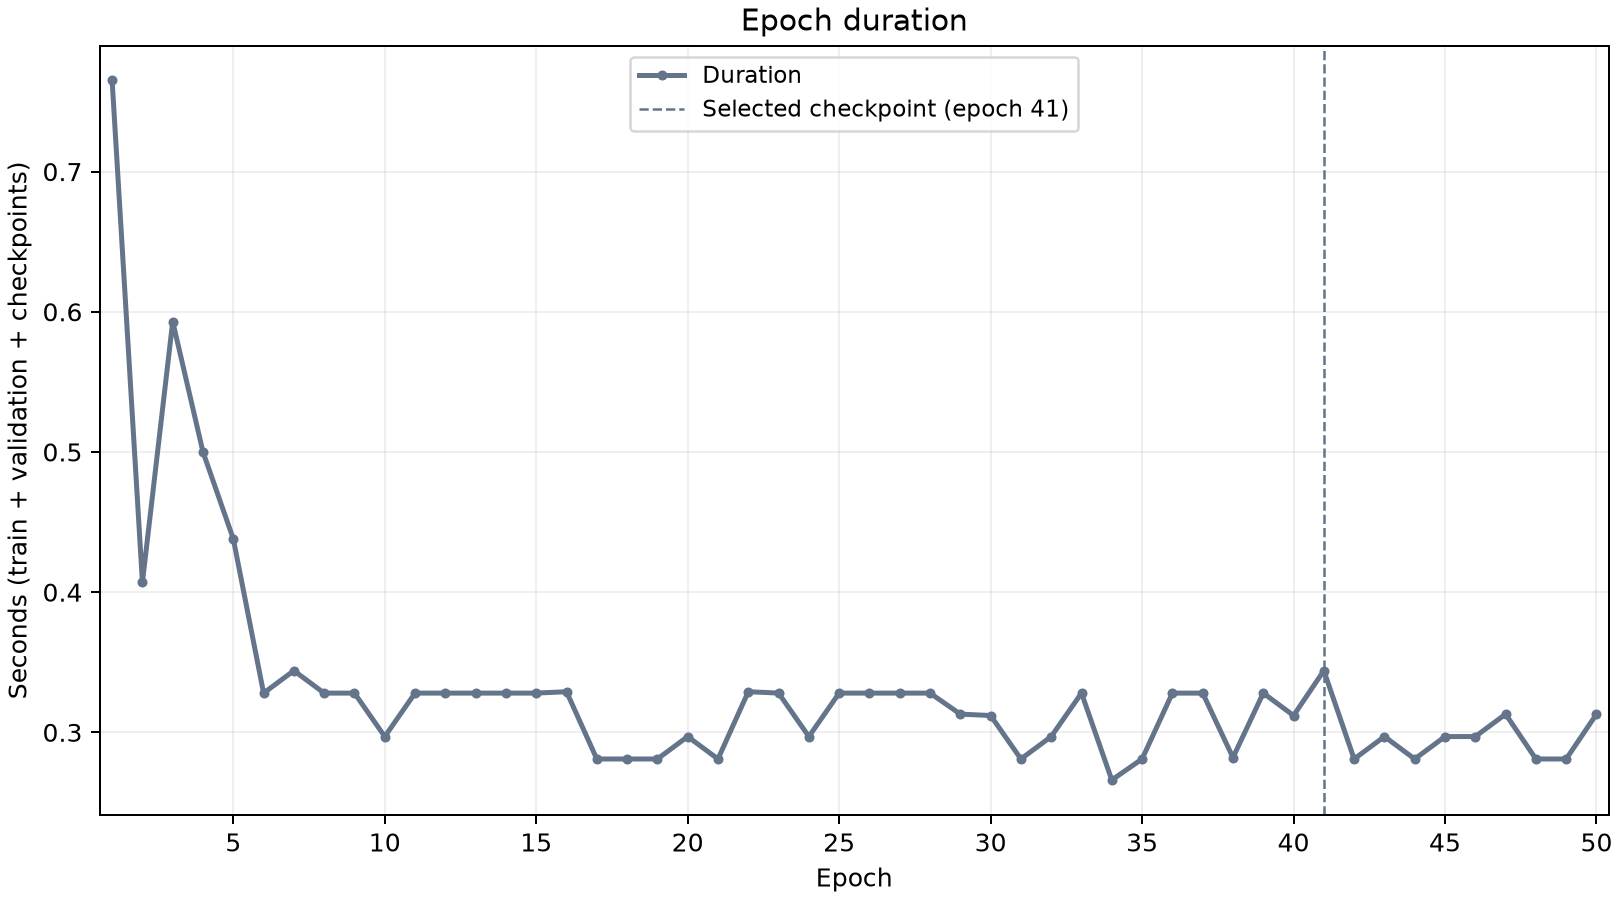 Epoch duration
Duration
Selected checkpoint (epoch 41)
Seconds (train + validation + checkpoints)
0.7
0.6
0.5
0.4
0.3
5 10 15 20 25 30 35 40 45 50
Epoch